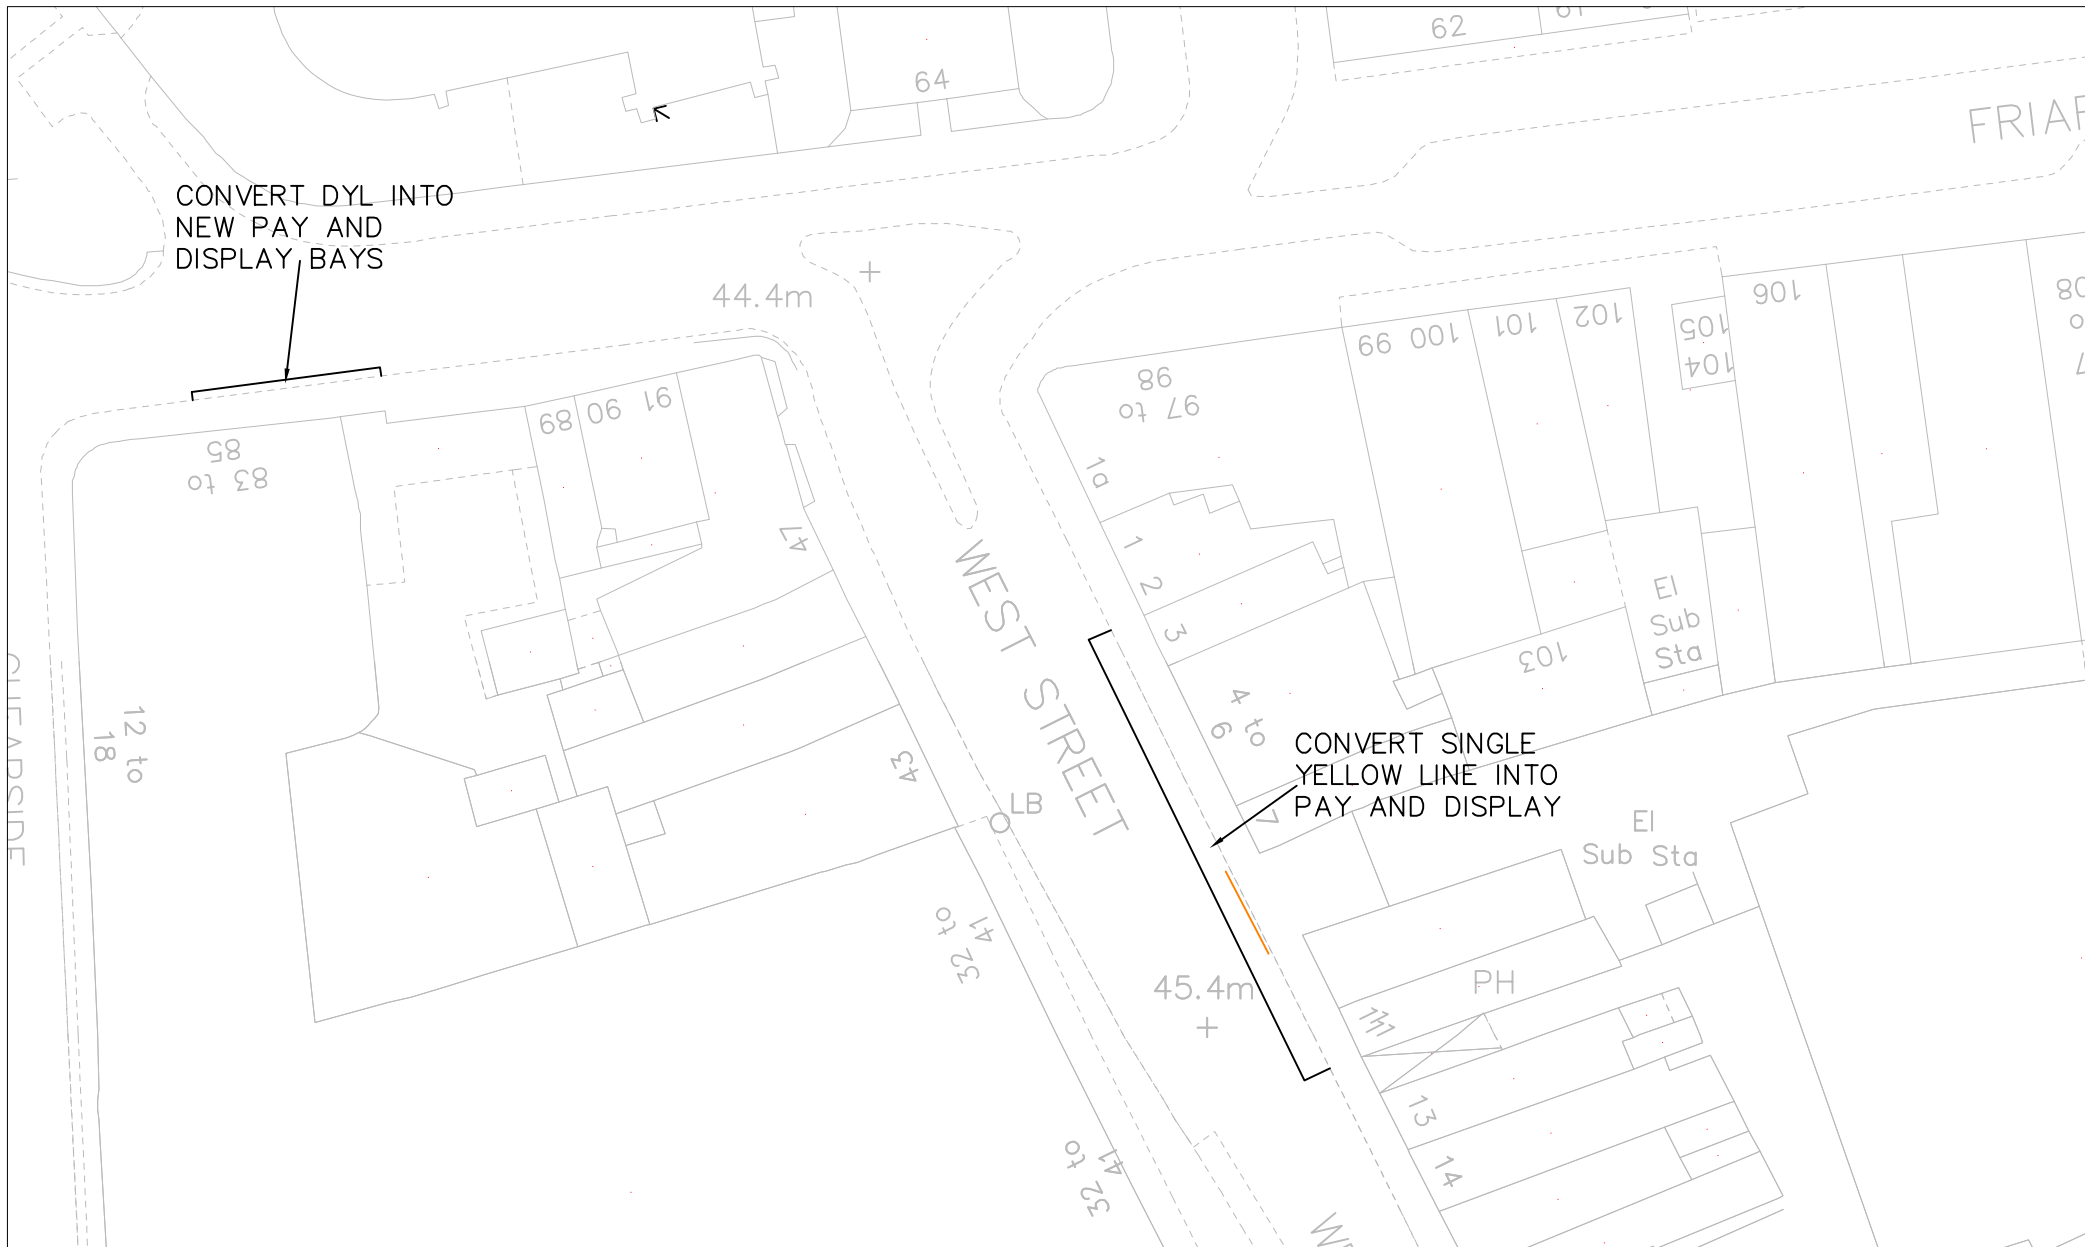 62
64
CONVERT DYL INTO
NEW PAY AND
DISPLAY BAYS
44.4m
106
102
101
99 100
105
104
97 to
98
91
90
89
83 to
85
1a
47
1
2
3
WEST STREET
El
Sub
Sta
103
4 to
6
12 to
18
43
CONVERT SINGLE
YELLOW LINE INTO
PAY AND DISPLAY
7
LB
El
Sub Sta
32 to
41
45.4m
PH
11
13
14
32 to
41